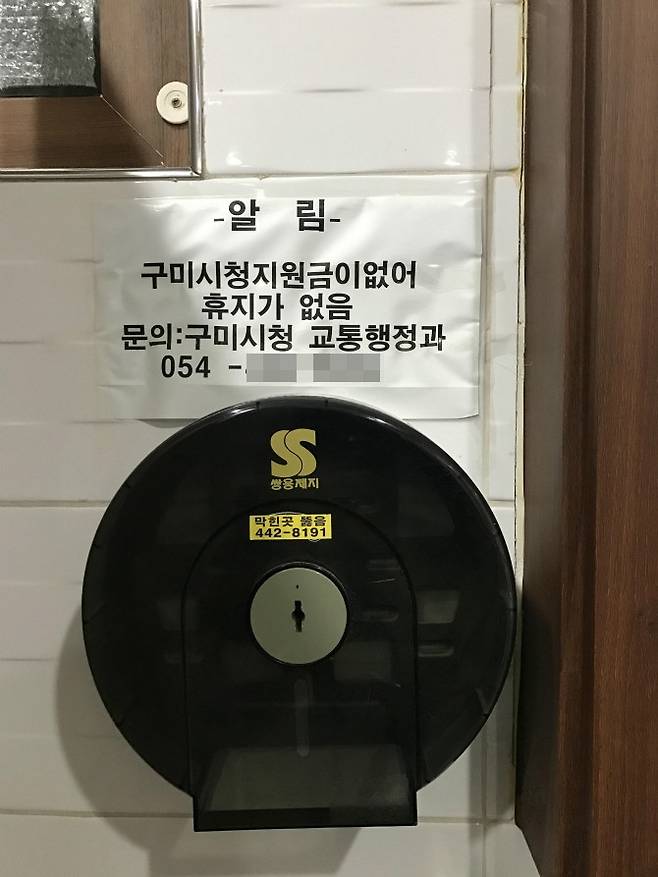 -알 림-
구미시청지원금이없어
휴지가 없음
문의:구미시청 교통행정과
054 -
SS
쌍용제지
막힌곳 뚫음
442-8191